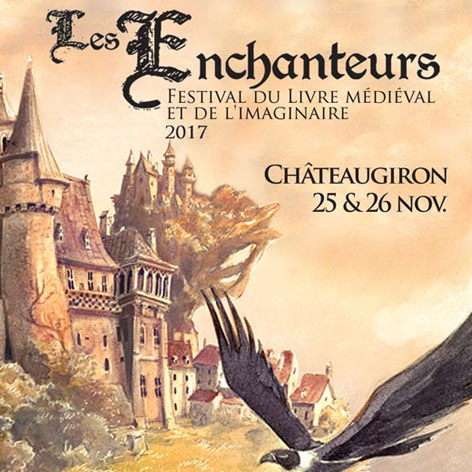 Les Enchanteurs
Festival du Livre médiéval
et de l'imaginaire
2017
Châteaugiron
25 & 26 nov.